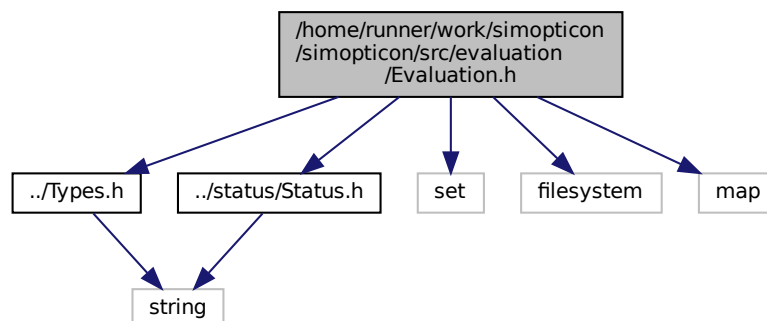 /home/runner/work/simopticon
/simopticon/src/evaluation
/Evaluation.h
../Types.h
../status/Status.h
set
filesystem
map
string